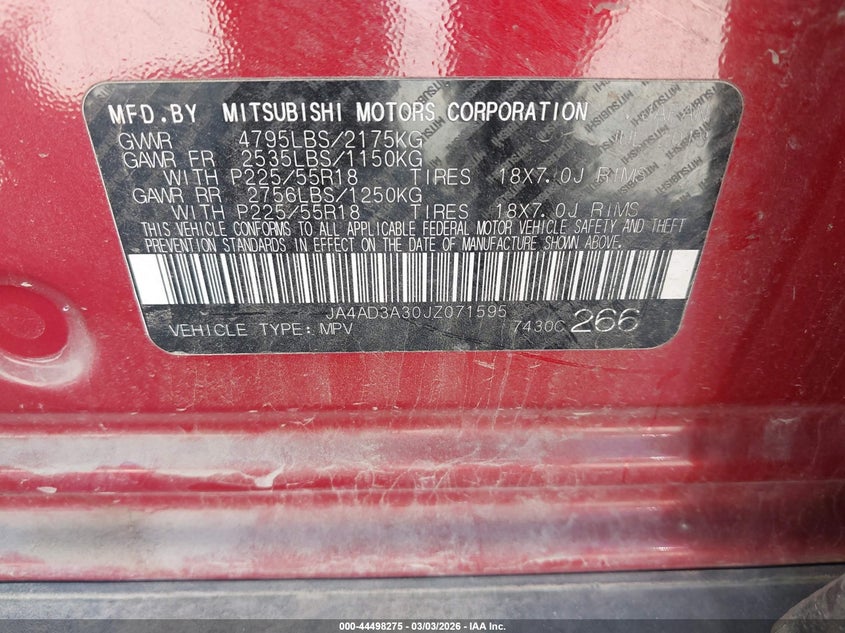 MFD.BY MITSUBISHI MOTORS CORPORATION
GVWR 4795LBS/2175KG
GAWR FR 2535LBS/1150KG
WITH P225/55R18 TIRES 18X7.0J RIMS
GAWR RR 2756LBS/1250KG
WITH P225/55R18 TIRES 18X7.0J RIMS
THIS VEHICLE CONFORMS TO ALL APPLICABLE FEDERAL MOTOR VEHICLE SAFETY AND THEFT
PREVENTION STANDARDS IN EFFECT ON THE DATE OF MANUFACTURE SHOWN ABOVE.
JA4AD3A30JZ071595
VEHICLE TYPE: MPV 7430C 266
000-44498275 | 03/03/2026 | IAA Inc.